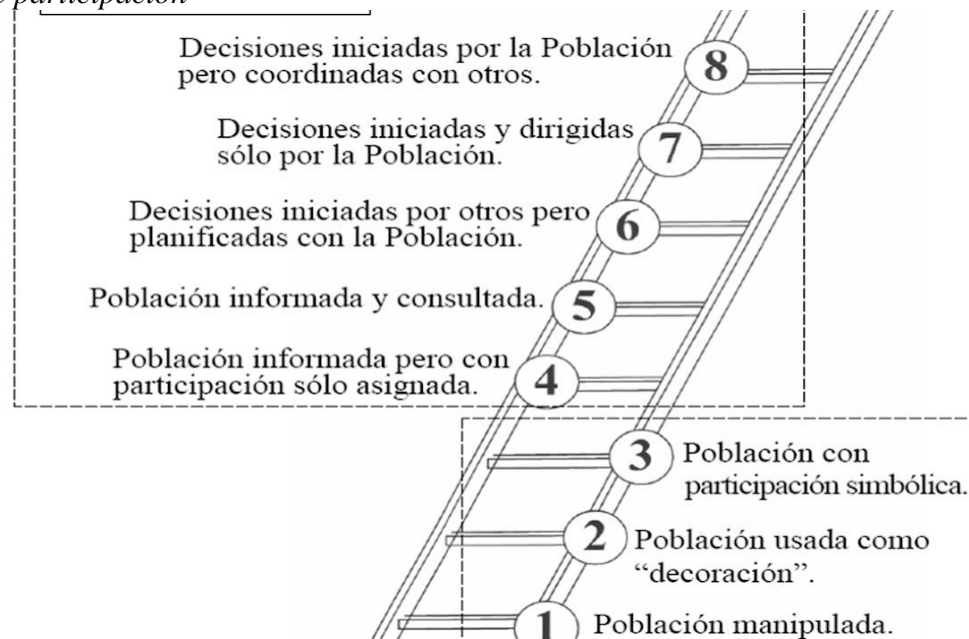 participación
Decisiones iniciadas por la Población
pero coordinadas con otros.
8
Decisiones iniciadas y dirigidas
sólo por la Población.
7
Decisiones iniciadas por otros pero
planificadas con la Población.
6
Población informada y consultada.
5
Población informada pero con
participación sólo asignada.
4
3
Población con
participación simbólica.
2
Población usada como
“decoración”.
1
Población manipulada.